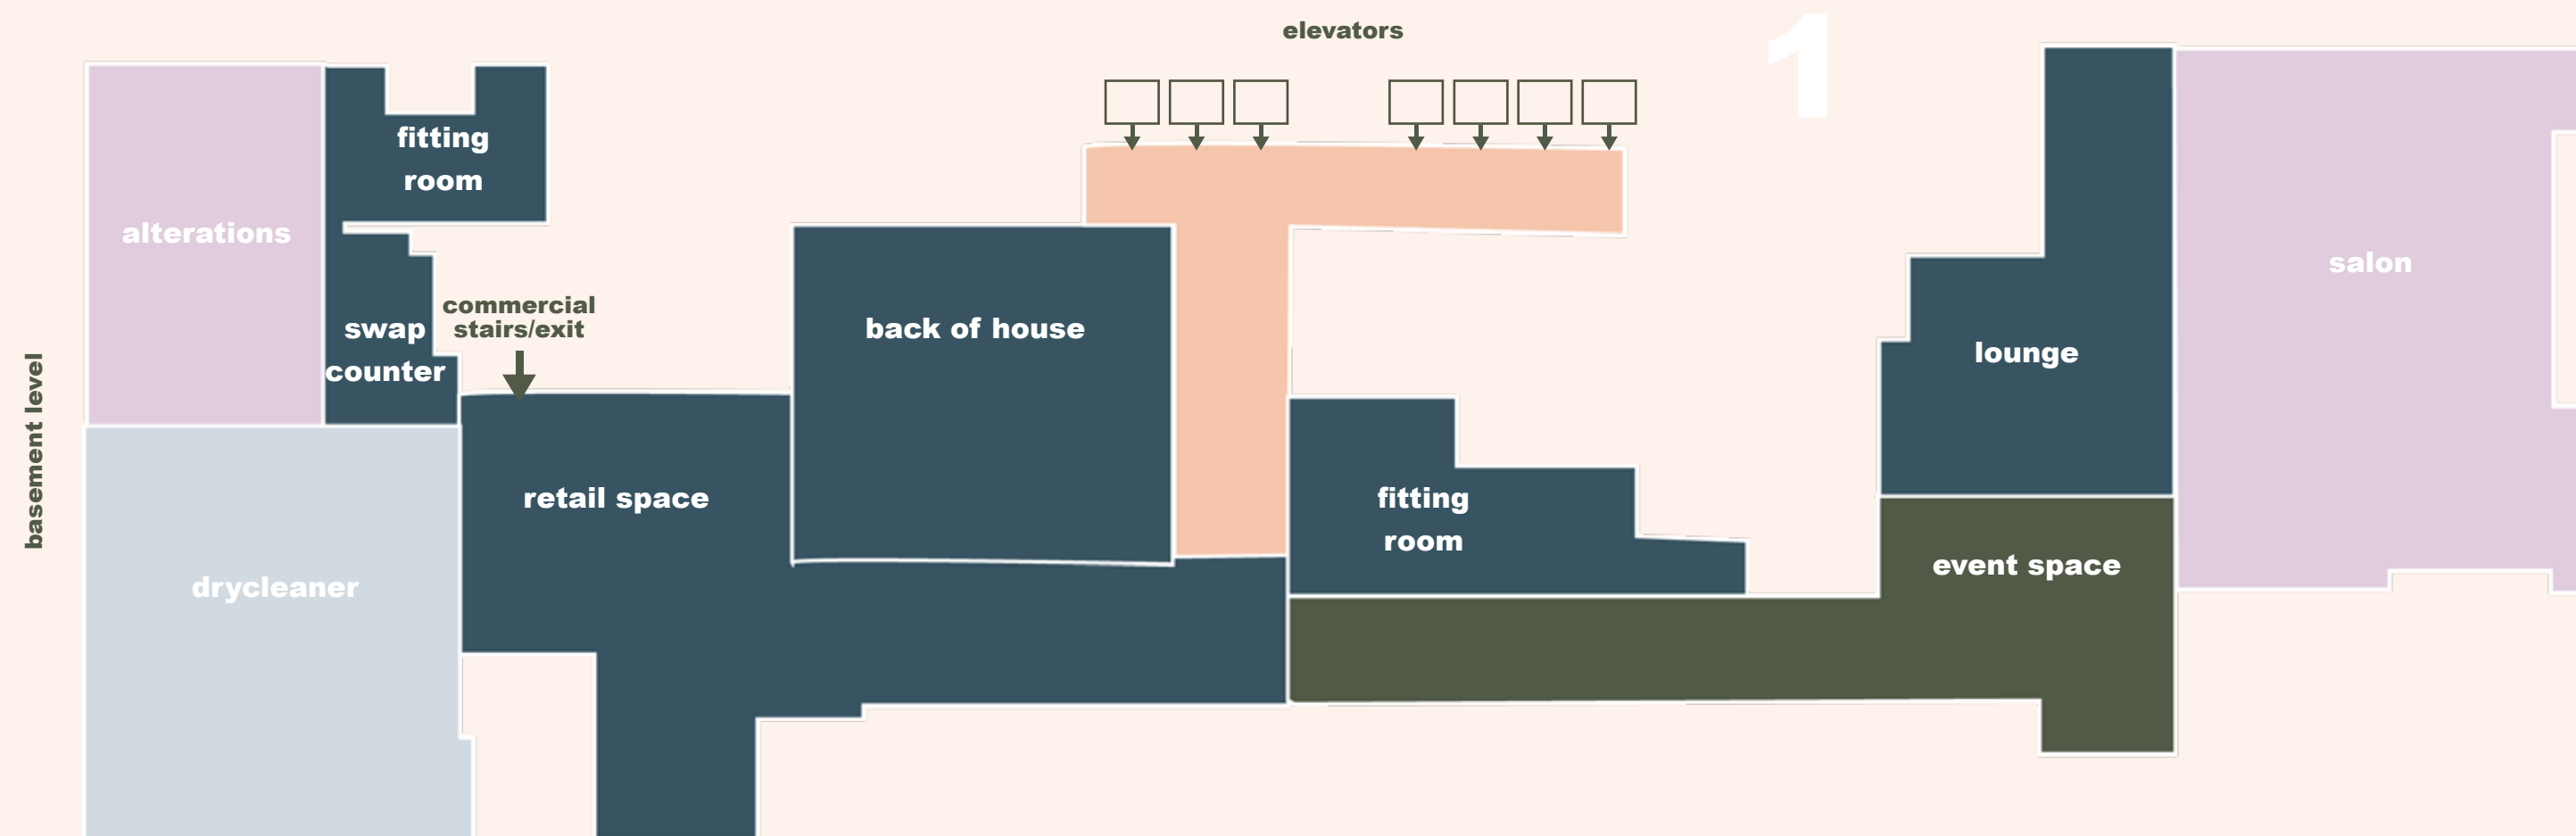 elevators
1
fitting
room
alterations
salon
commercial
stairs/exit
swap
counter
back of house
lounge
basement level
retail space
fitting
room
event space
drycleaner